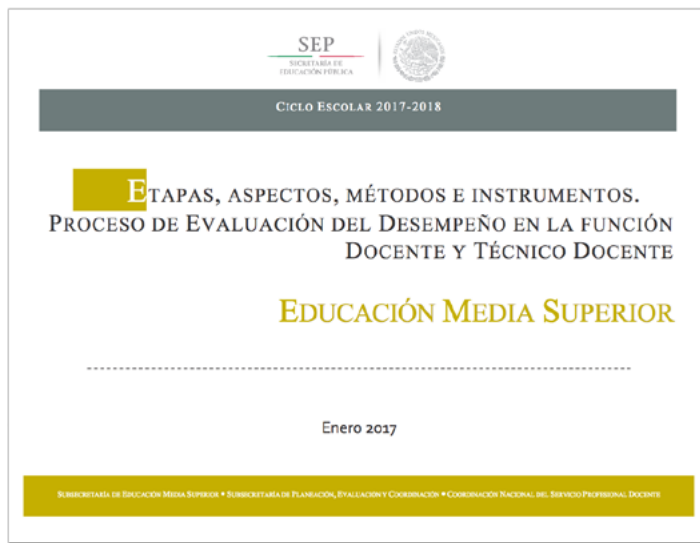 SEP
SECRETARÍA DE
EDUCACIÓN PÚBLICA
CICLO ESCOLAR 2017-2018
ETAPAS, ASPECTOS, MÉTODOS E INSTRUMENTOS.
PROCESO DE EVALUACIÓN DEL DESEMPEÑO EN LA FUNCIÓN
DOCENTE Y TÉCNICO DOCENTE
EDUCACIÓN MEDIA SUPERIOR
Enero 2017
SUBSECRETARÍA DE EDUCACIÓN MEDIA SUPERIOR • SUBSECRETARÍA DE PLANEACIÓN, EVALUACIÓN Y COORDINACIÓN • COORDINACIÓN NACIONAL DEL SERVICIO PROFESIONAL DOCENTE